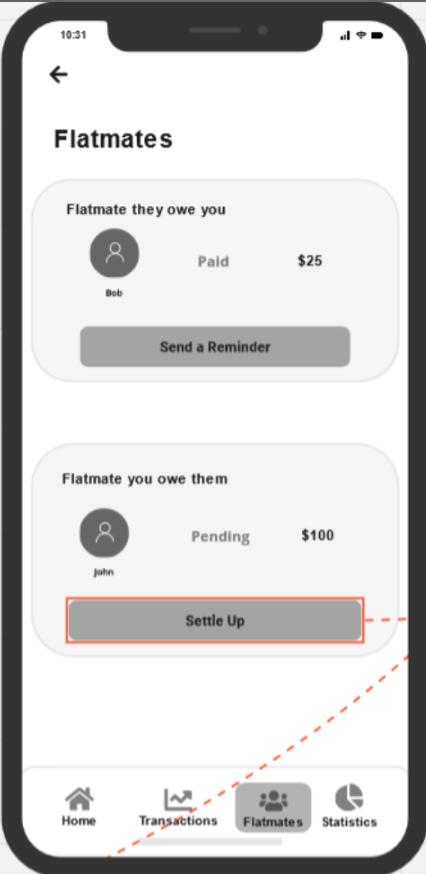 10:31
Flatmates
Flatmate they owe you
Paid
$25
Bob
Send a Reminder
Flatmate you owe them
Pending
$100
John
Settle Up
Home
Transactions
Flatmates
Statistics